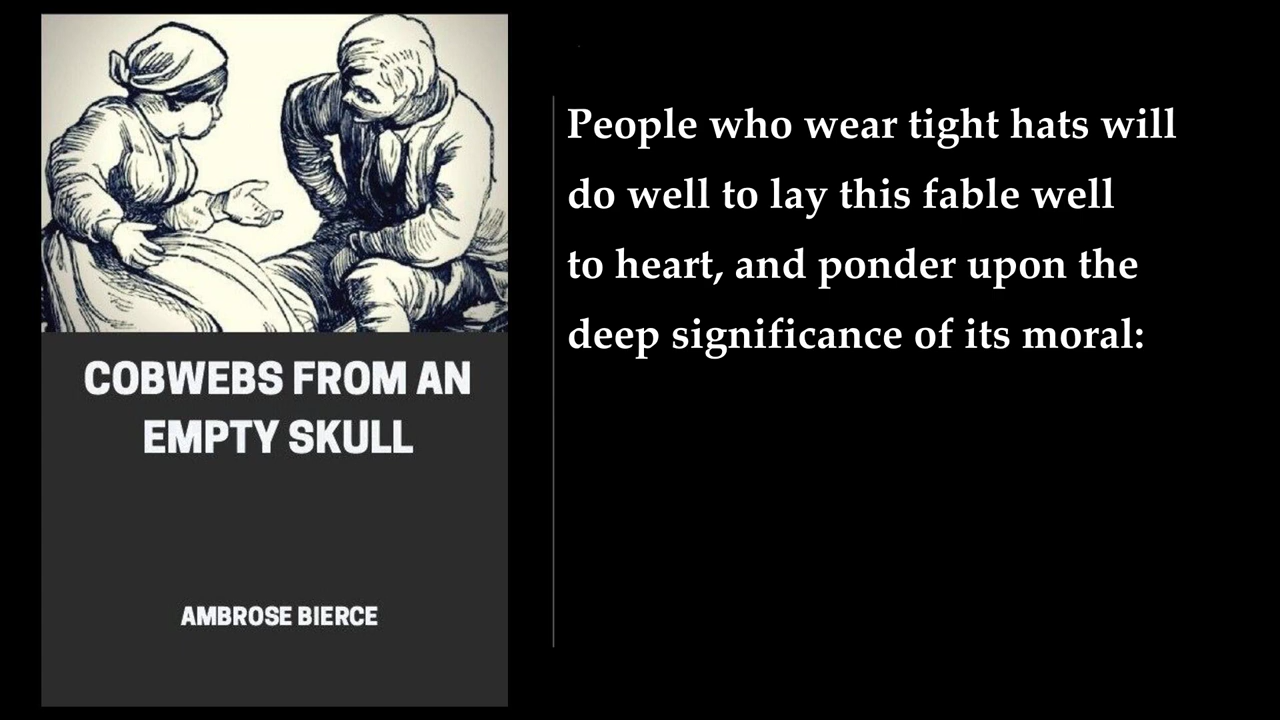 COBWEBS FROM AN
EMPTY SKULL
AMBROSE BIERCE
People who wear tight hats will
do well to lay this fable well
to heart, and ponder upon the
deep significance of its moral: